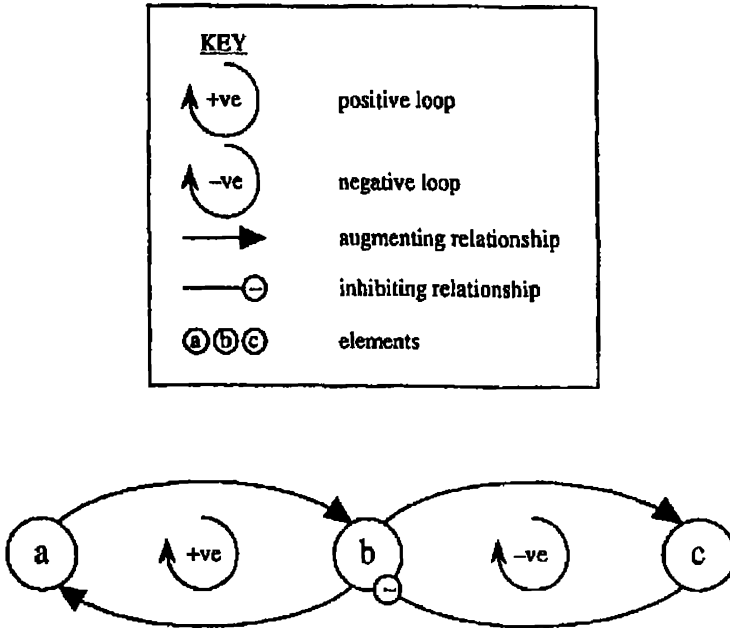 KEY
+ve positive loop
–ve negative loop
augmenting relationship
– inhibiting relationship
a b c elements
a +ve b –ve c
–